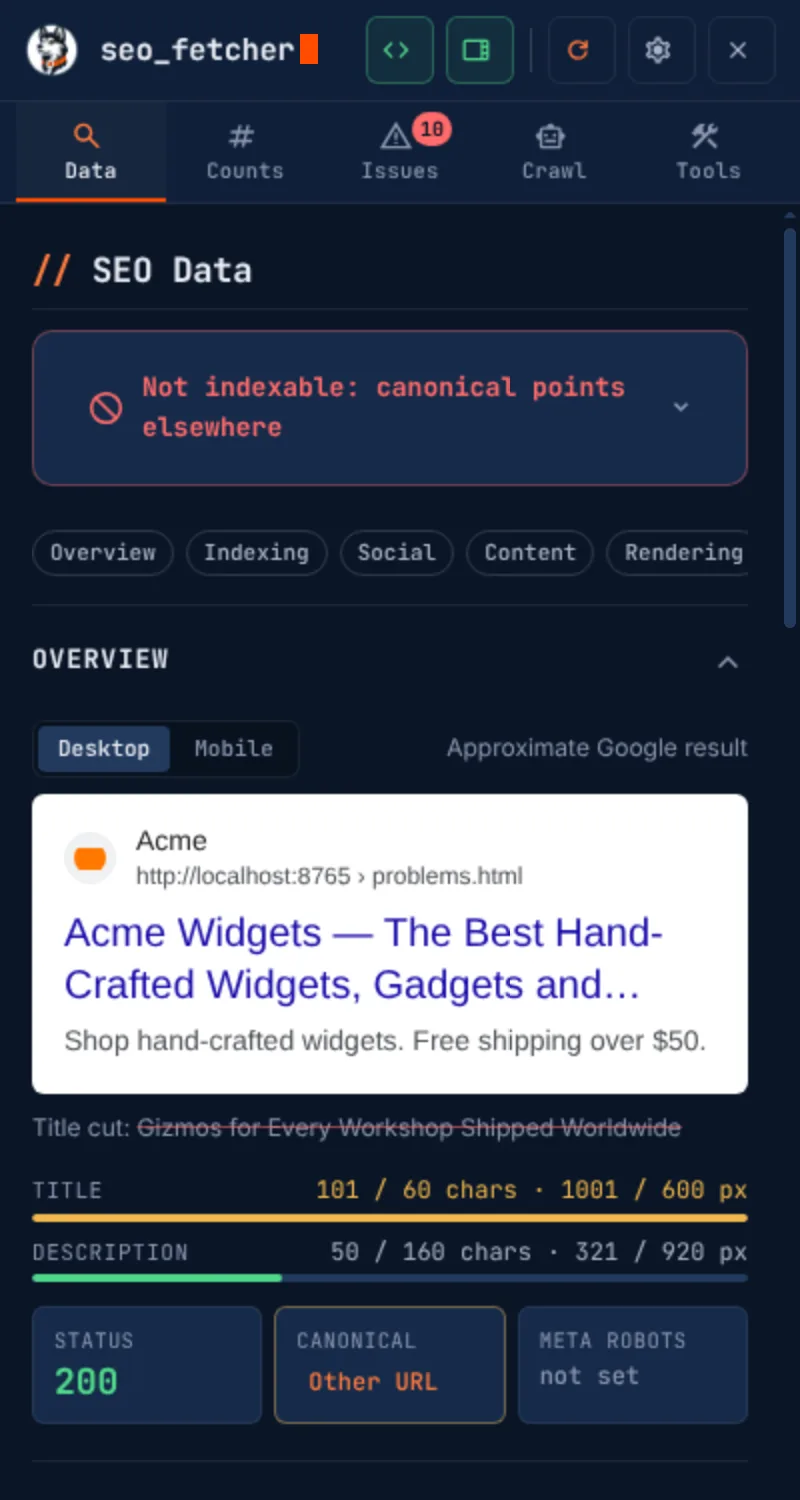 seo_fetcher
10
Data
Counts
Issues
Crawl
Tools
// SEO Data
Not indexable: canonical points
elsewhere
Overview
Indexing
Social
Content
Rendering
OVERVIEW
Desktop
Mobile
Approximate Google result
Acme
http://localhost:8765 › problems.html
Acme Widgets — The Best Hand-
Crafted Widgets, Gadgets and…
Shop hand-crafted widgets. Free shipping over $50.
Title cut: Gizmos for Every Workshop Shipped Worldwide
TITLE 101 / 60 chars · 1001 / 600 px
DESCRIPTION 50 / 160 chars · 321 / 920 px
STATUS
200
CANONICAL
Other URL
META ROBOTS
not set